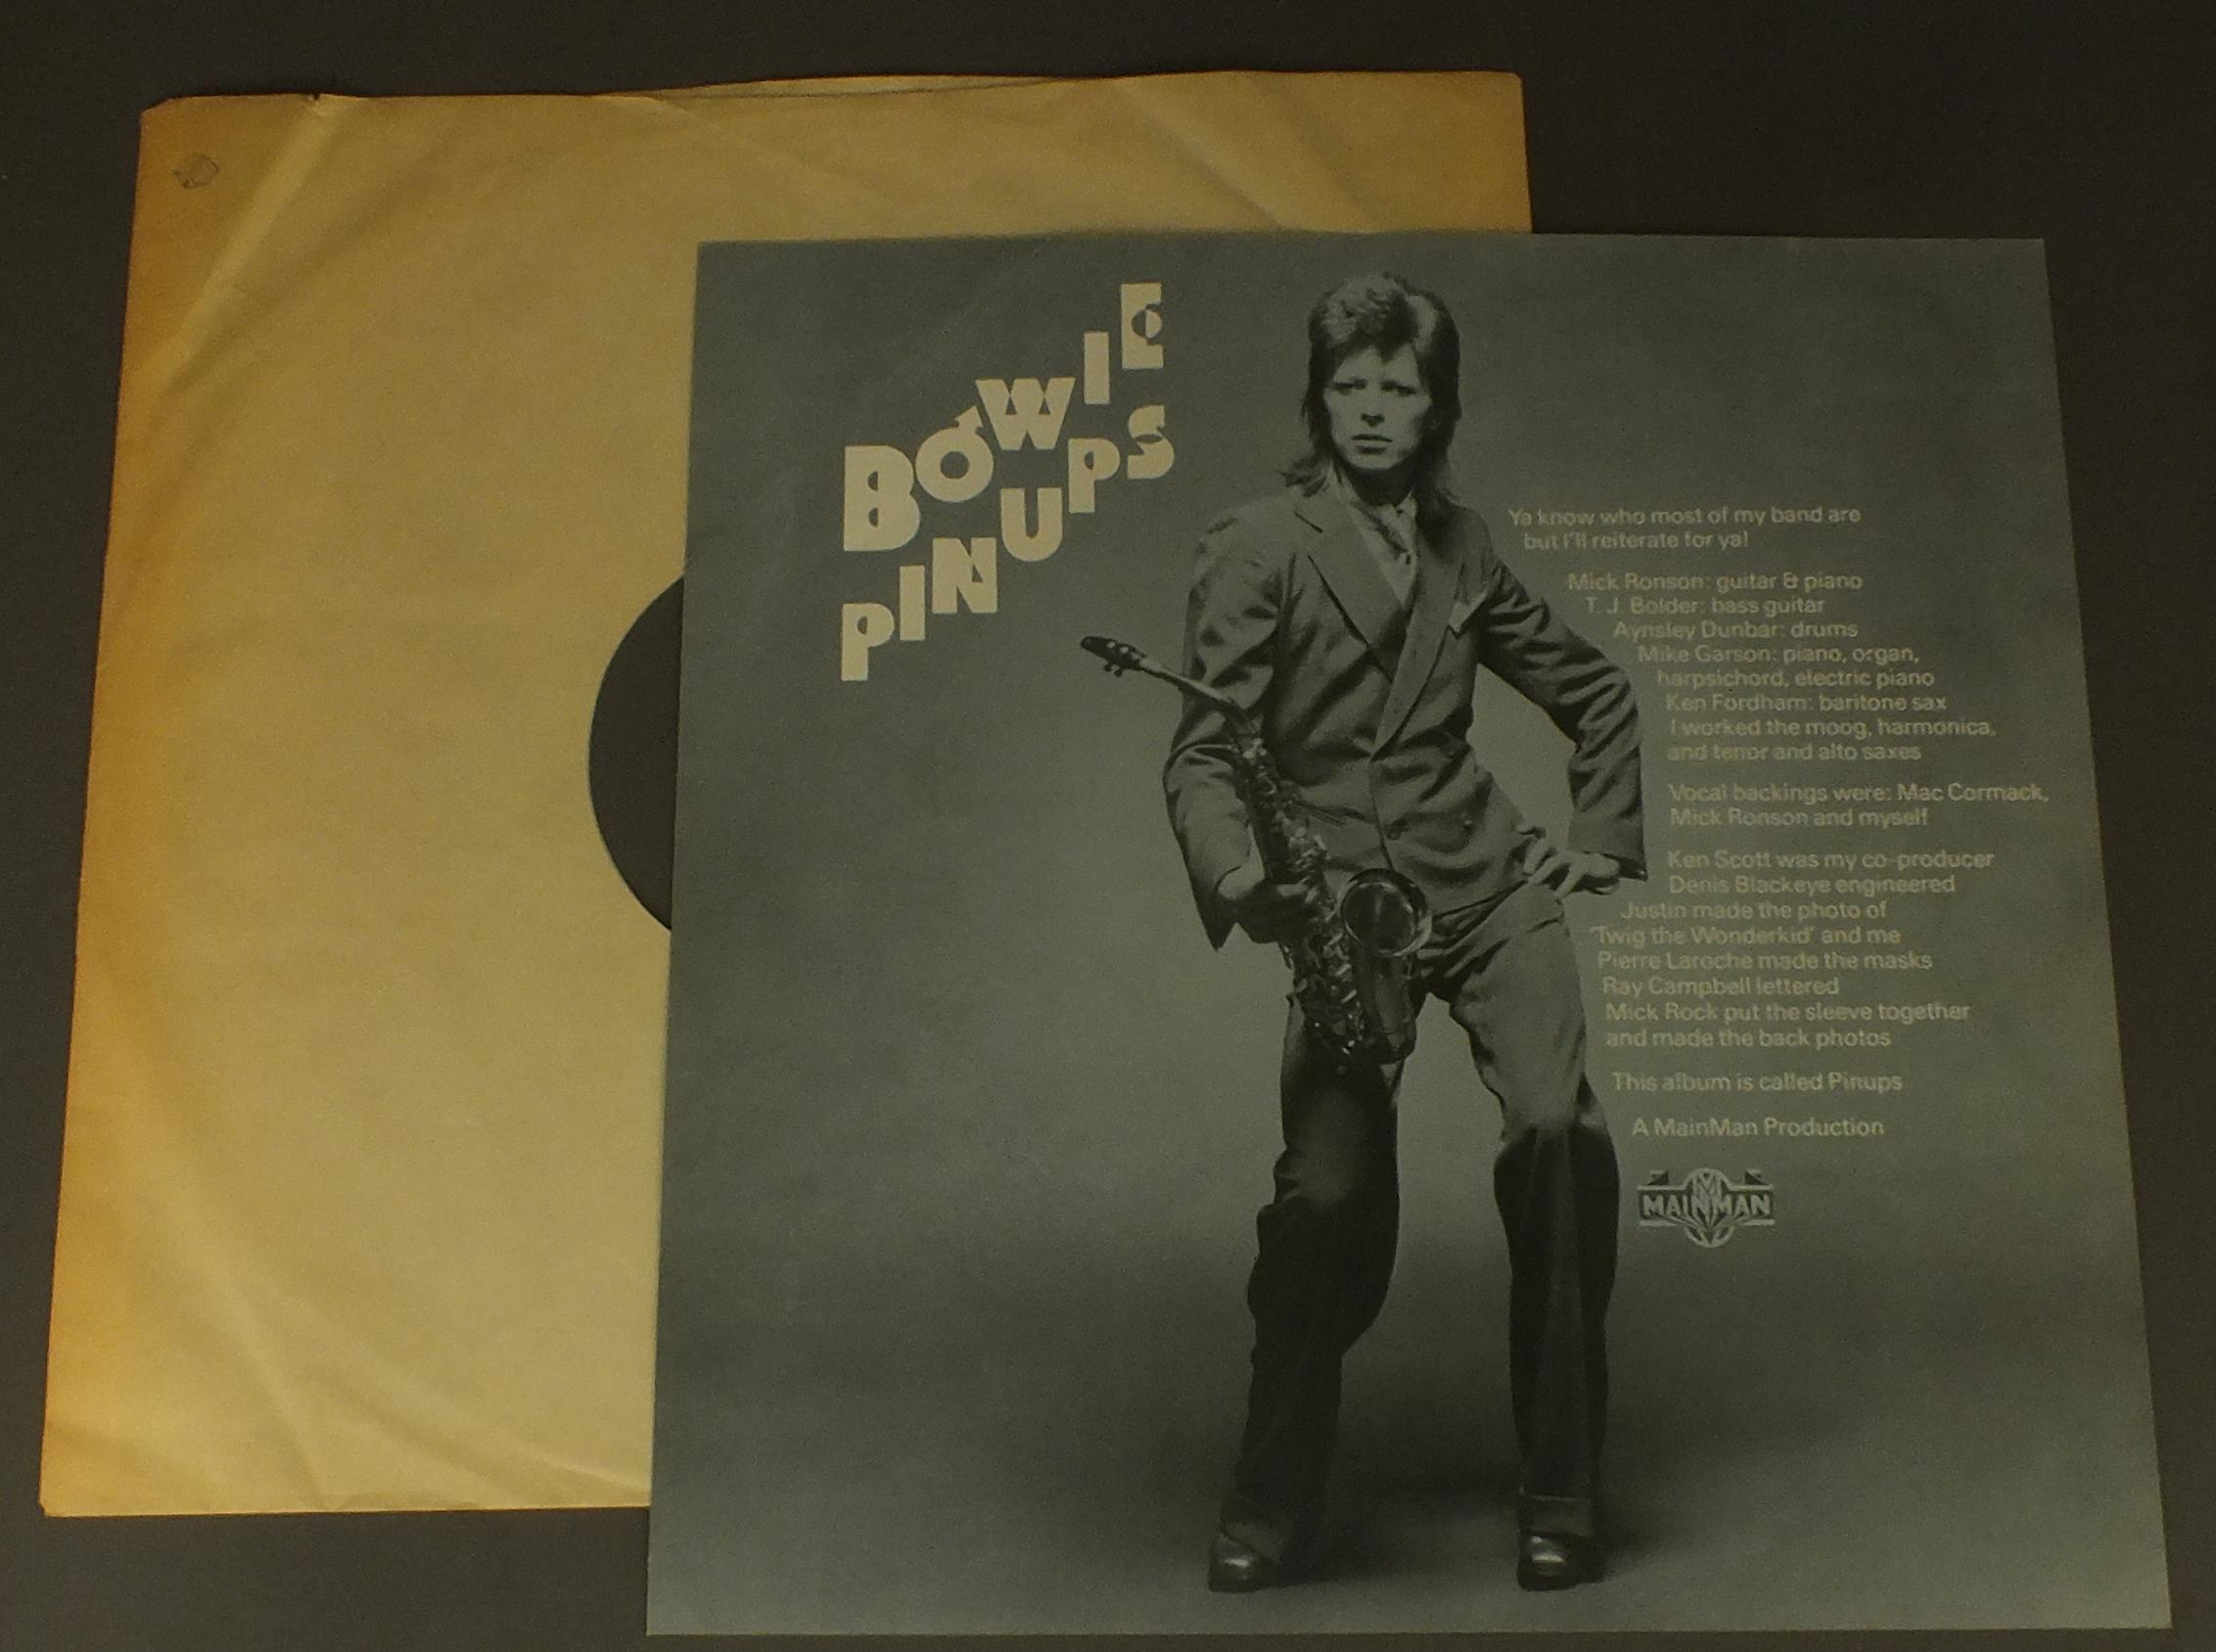 BOWIE
PINUPS
Ya know who most of my band are
but I'll reiterate for ya!
Mick Ronson: guitar & piano
T. J. Bolder: bass guitar
Aynsley Dunbar: drums
Mike Garson: piano, organ,
harpsichord, electric piano
Ken Fordham: baritone sax
I worked the moog, harmonica,
and tenor and alto saxes
Vocal backings were: Mac Cormack,
Mick Ronson and myself
Ken Scott was my co-producer
Denis Blackeye engineered
Justin made the photo of
'Twig the Wonderkid' and me
Pierre Laroche made the masks
Ray Campbell lettered
Mick Rock put the sleeve together
and made the back photos
This album is called Pinups
A MainMan Production
MAINMAN